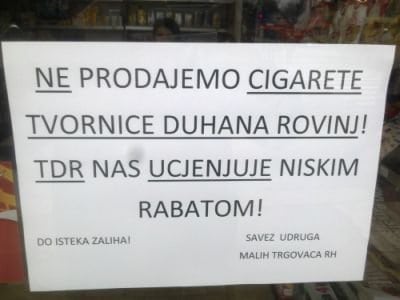 NE PRODAJEMO CIGARETE
TVORNICE DUHANA ROVINJ!
TDR NAS UCJENJUJE NISKIM
RABATOM!
DO ISTEKA ZALIHA!
SAVEZ UDRUGA
MALIH TRGOVACA RH